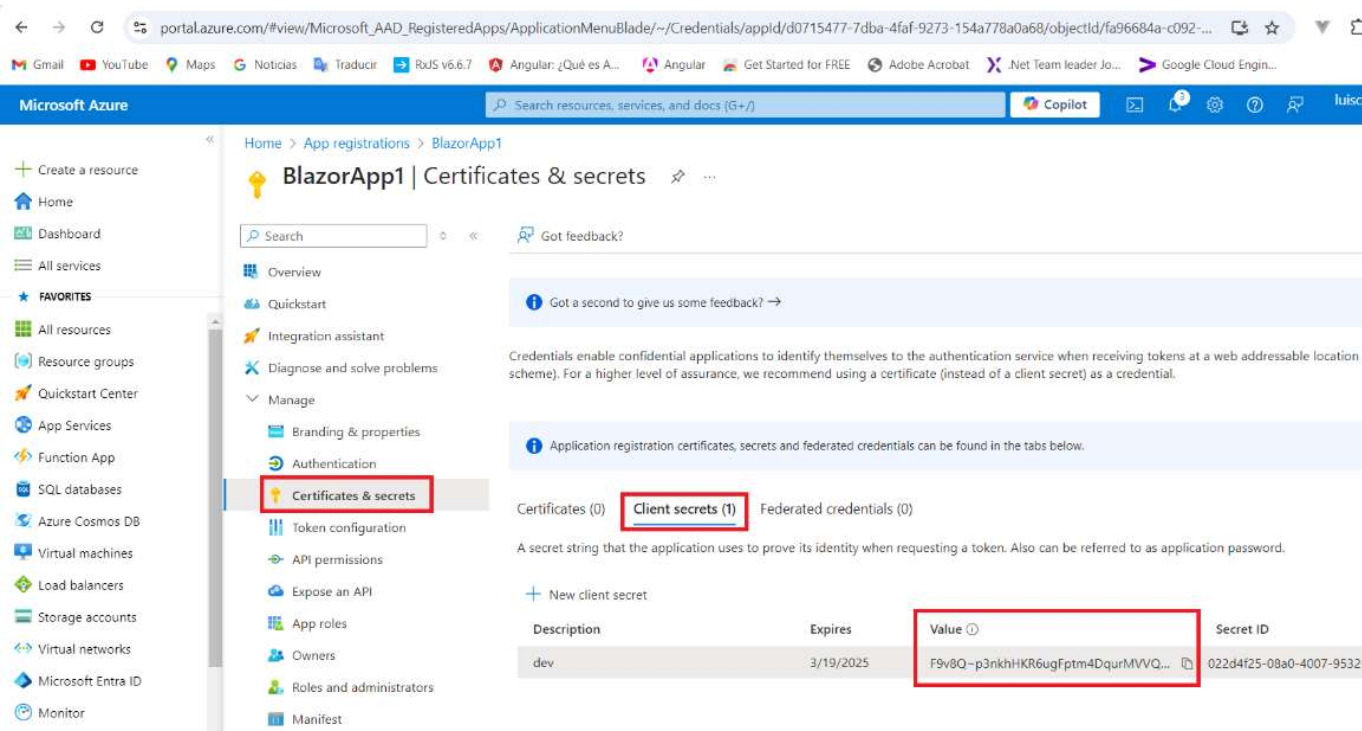 portal.azure.com/#view/Microsoft_AAD_RegisteredApps/ApplicationMenuBlade/~/Credentials/appId/d0715477-7dba-4faf-9273-154a778a0a68/objectId/fa96684a-c092-...
Gmail YouTube Maps Noticias Traducir RxJS v6.6.7 Angular: ¿Qué es A... Angular Get Started for FREE Adobe Acrobat .Net Team leader Jo... Google Cloud Engin...
Microsoft Azure Search resources, services, and docs (G+/) Copilot 3 luisc
Home > App registrations > BlazorApp1
BlazorApp1 | Certificates & secrets ...
Create a resource
Home
Dashboard
All services
FAVORITES
All resources
Resource groups
Quickstart Center
App Services
Function App
SQL databases
Azure Cosmos DB
Virtual machines
Load balancers
Storage accounts
Virtual networks
Microsoft Entra ID
Monitor
Search
Overview
Quickstart
Integration assistant
Diagnose and solve problems
Manage
Branding & properties
Authentication
Certificates & secrets
Token configuration
API permissions
Expose an API
App roles
Owners
Roles and administrators
Manifest
Got feedback?
Got a second to give us some feedback?
Credentials enable confidential applications to identify themselves to the authentication service when receiving tokens at a web addressable location
scheme). For a higher level of assurance, we recommend using a certificate (instead of a client secret) as a credential.
Application registration certificates, secrets and federated credentials can be found in the tabs below.
Certificates (0) Client secrets (1) Federated credentials (0)
A secret string that the application uses to prove its identity when requesting a token. Also can be referred to as application password.
New client secret
Description Expires Value Secret ID
dev 3/19/2025 F9v8Q~p3nkhHKR6ugFptm4DqurMVVQ... 022d4f25-08a0-4007-9532